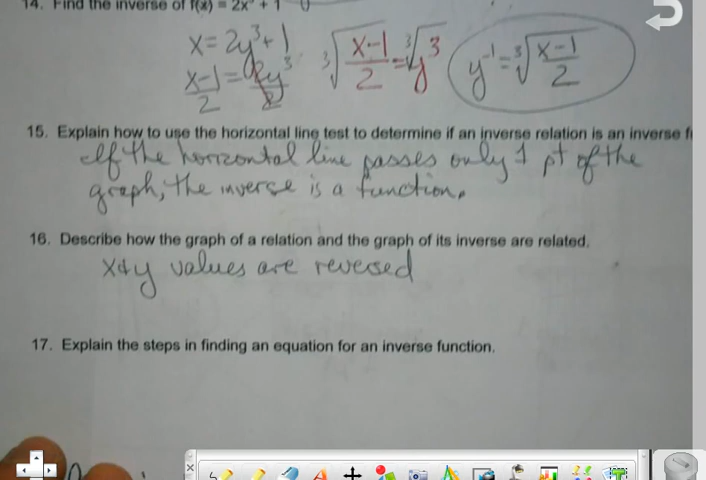 14. Find the inverse of f(x) = 2x³ + 1
x = 2y³ + 1
x-1/2 = 2y³/2
³√(x-1/2) = ³√y³
y⁻¹ = ³√(x-1/2)
15. Explain how to use the horizontal line test to determine if an inverse relation is an inverse f
If the horizontal line passes only 1 pt of the
graph, the inverse is a function.
16. Describe how the graph of a relation and the graph of its inverse are related.
x & y values are reversed
17. Explain the steps in finding an equation for an inverse function.